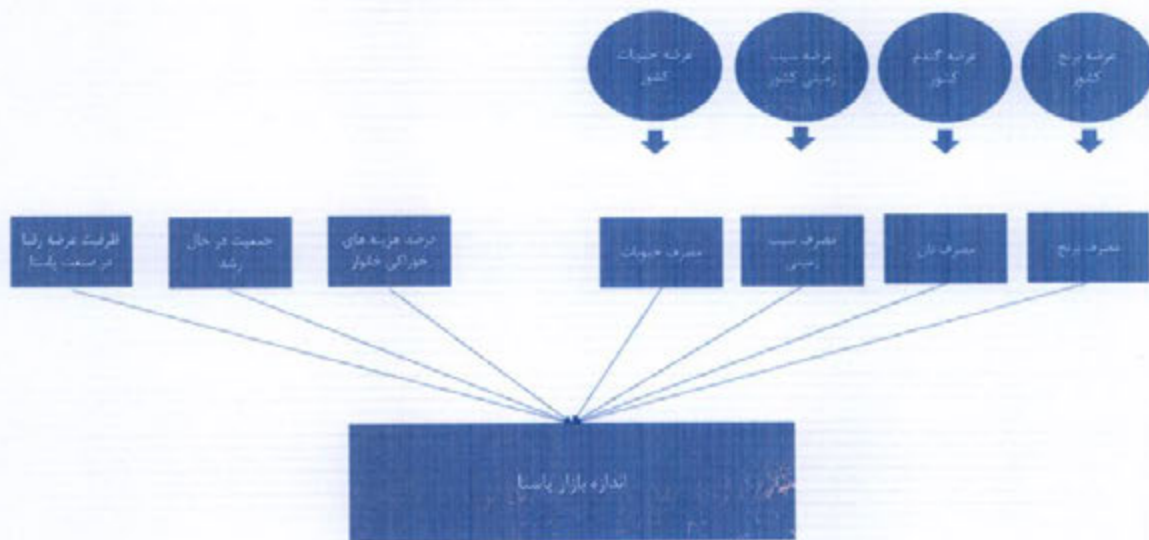 عرضه برنج
کشور
عرضه گندم
کشور
عرضه سیب
زمینی کشور
عرضه حبوبات
کشور
مصرف برنج
مصرف نان
مصرف سیب
زمینی
مصرف حبوبات
درصد هزینه های
خوراکی خانوار
جمعیت در حال
رشد
ظرفیت عرضه رقبا
در صنعت پاستا
اندازه بازار پاستا